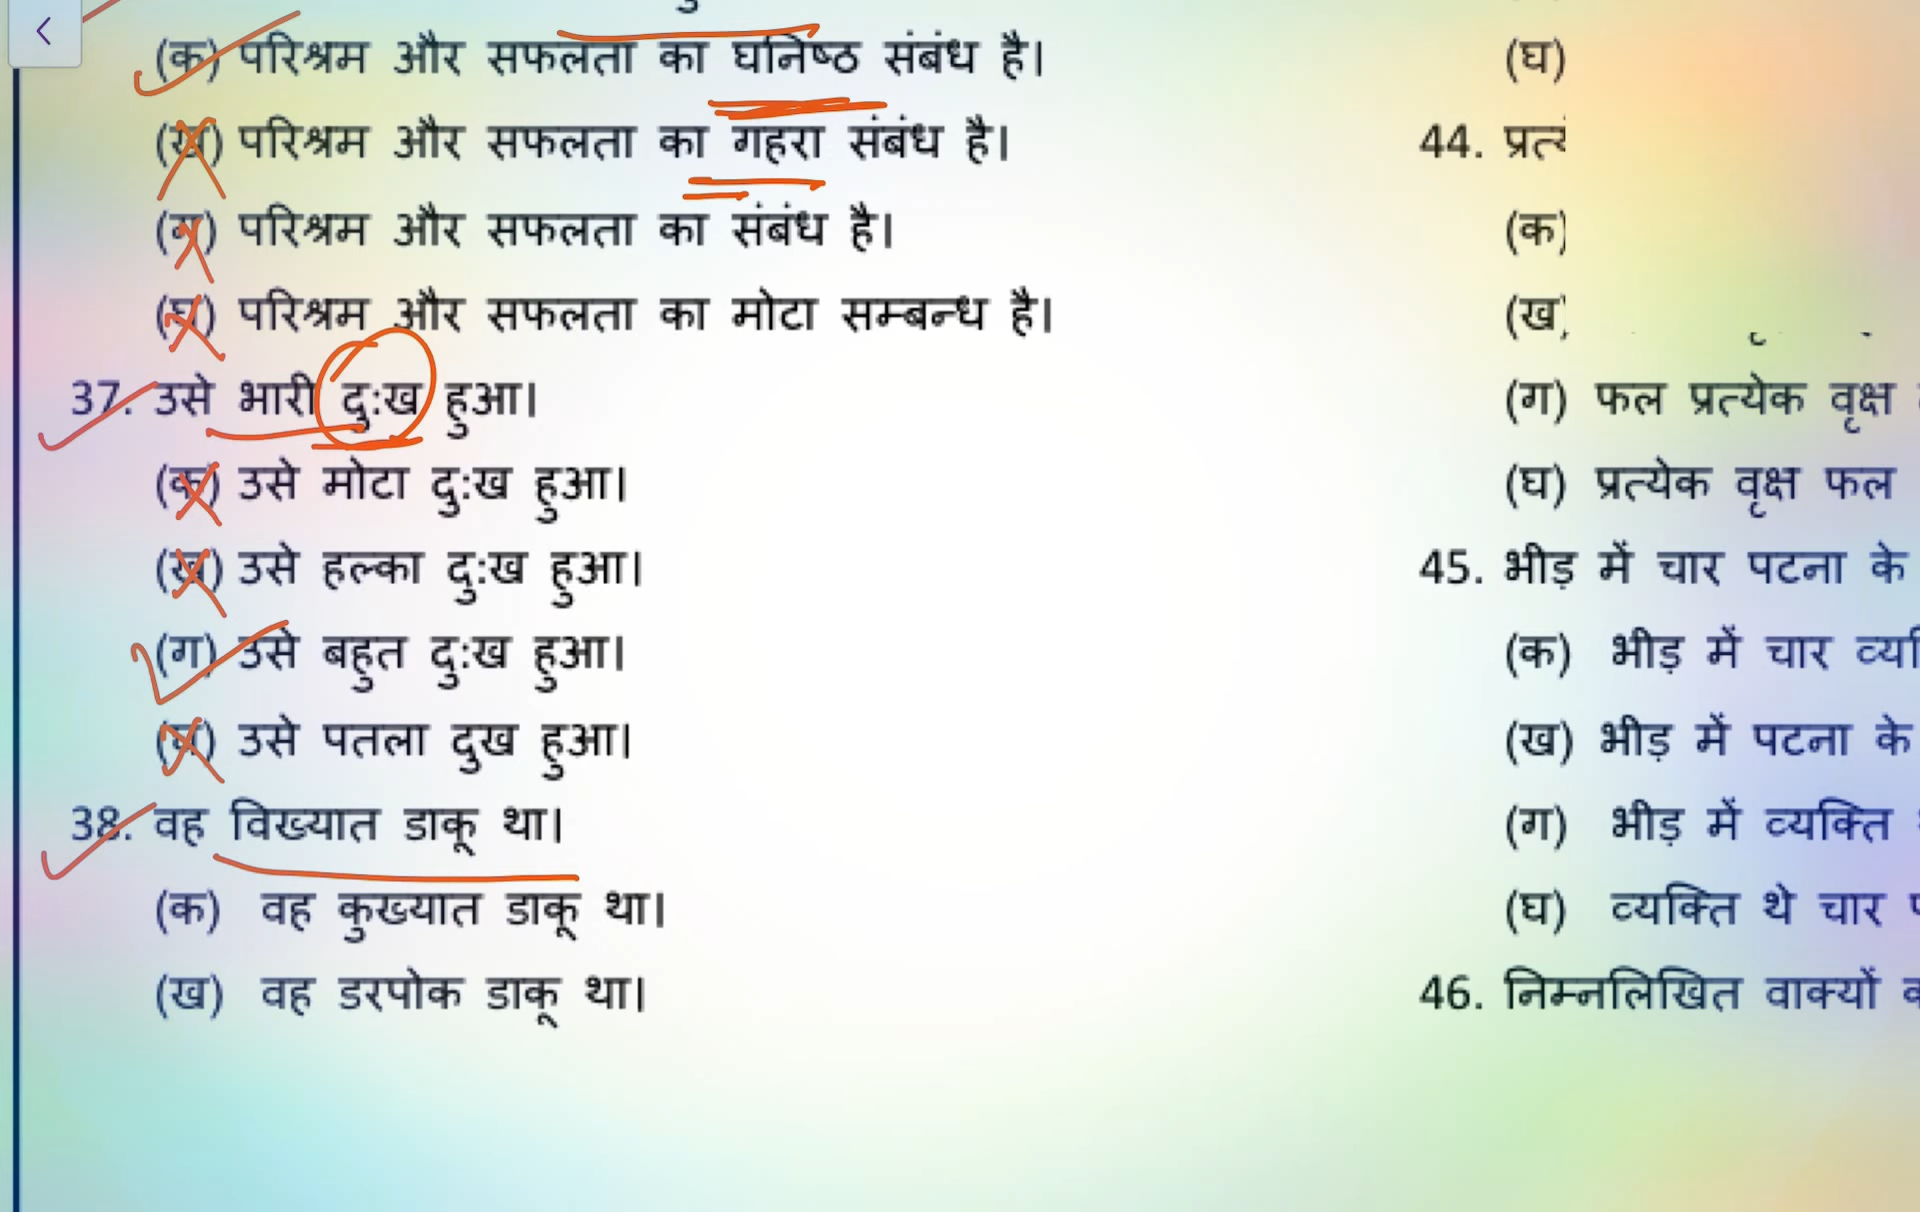 (क) परिश्रम और सफलता का घनिष्ठ संबंध है।
(ख) परिश्रम और सफलता का गहरा संबंध है।
(ग) परिश्रम और सफलता का संबंध है।
(घ) परिश्रम और सफलता का मोटा सम्बन्ध है।
37. उसे भारी दुःख हुआ।
(क) उसे मोटा दुःख हुआ।
(ख) उसे हल्का दुःख हुआ।
(ग) उसे बहुत दुःख हुआ।
(घ) उसे पतला दुख हुआ।
38. वह विख्यात डाकू था।
(क) वह कुख्यात डाकू था।
(ख) वह डरपोक डाकू था।
(घ)
44.
(क)
(ख)
(ग) फल प्रत्येक वृक्ष
(घ) प्रत्येक वृक्ष फल
45. भीड़ में चार पटना के
(क) भीड़ में चार
(ख) भीड़ में पटना के
(ग) भीड़ में व्यक्ति
(घ) व्यक्ति थे चार
46. निम्नलिखित वाक्यों